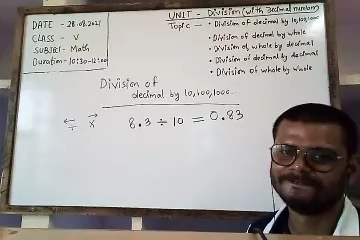 DATE - 28.08.2021
CLASS - V
SUBJECT - Math
Duration - 10:30-12:00
UNIT - Division (with decimal number)
Topic - • Division of decimal by 10,100,1000
• Division of decimal by whole
• Division of whole by decimal
• Division of decimal by decimal
• Division of whole by whole
Division of
decimal by 10,100,1000...
← ÷ → × 8.3 ÷ 10 = 0.83